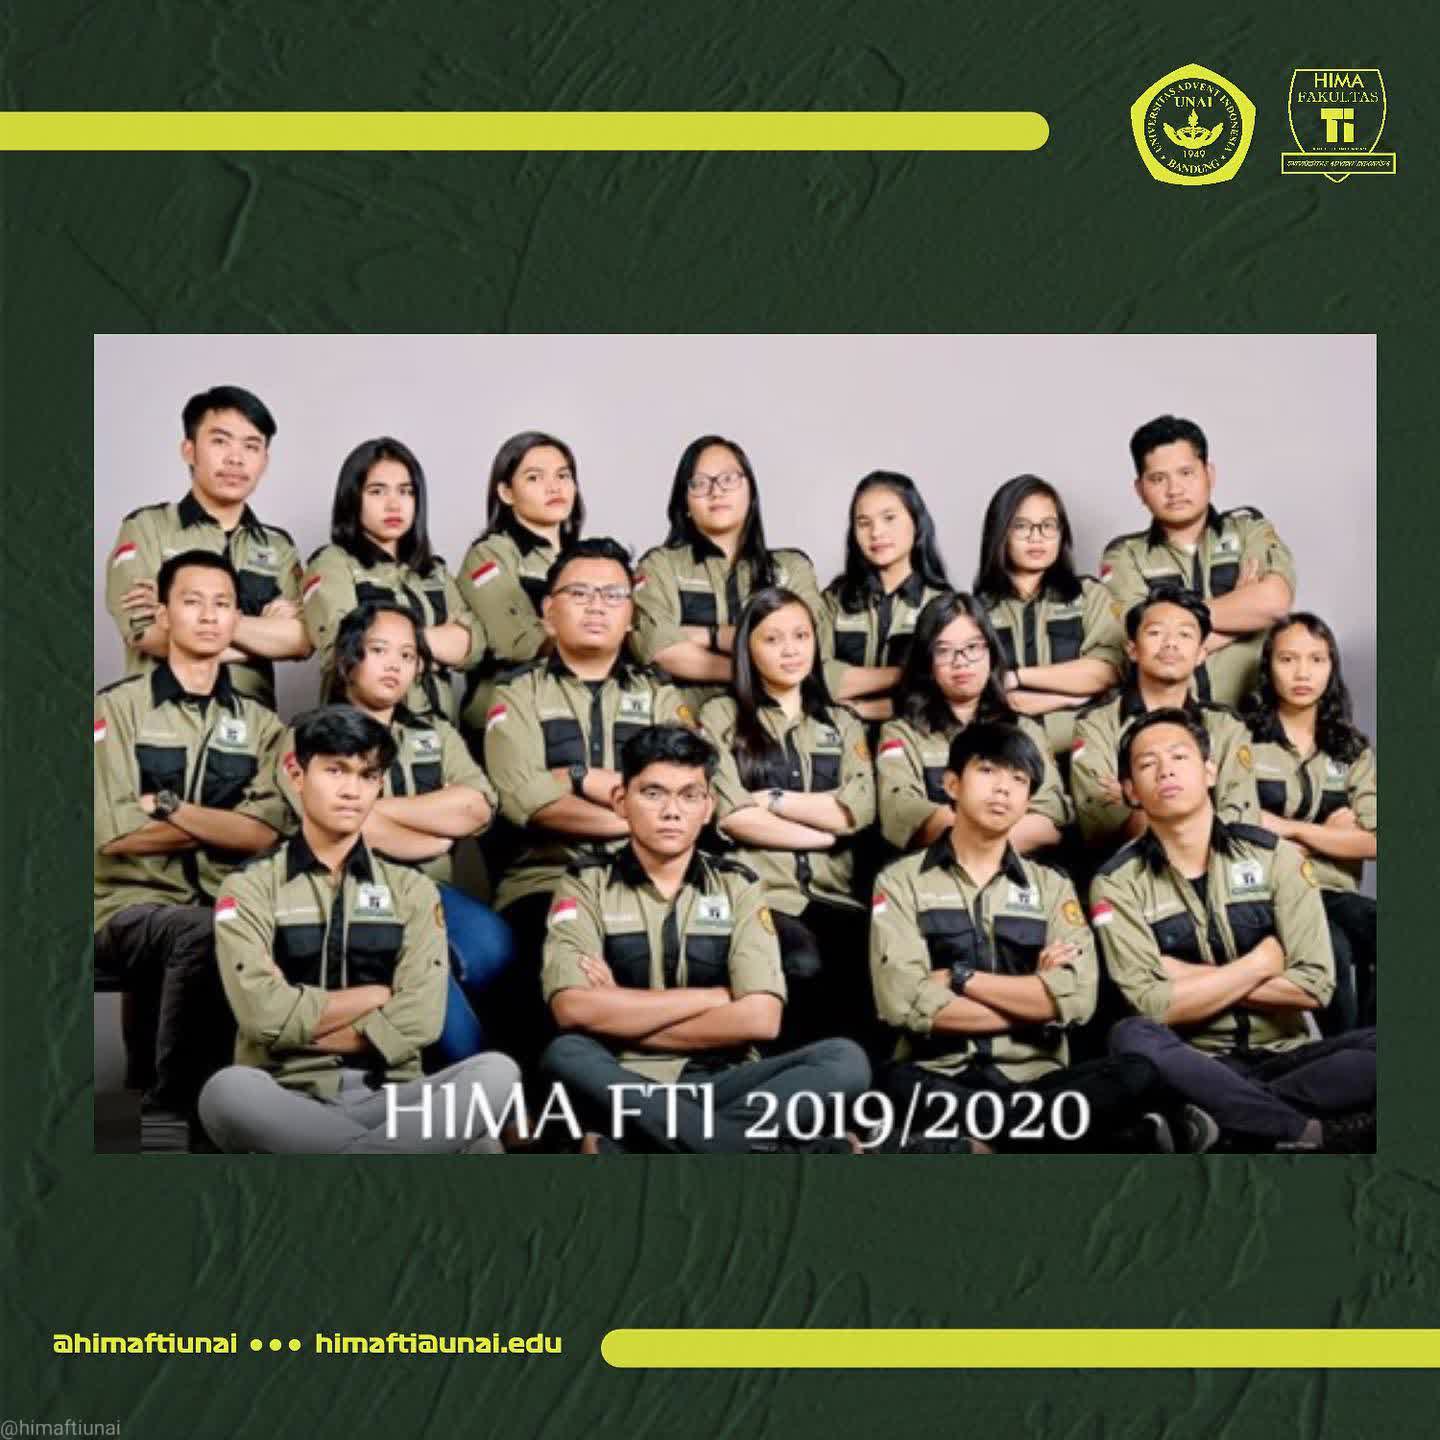 UNIVERSITAS ADVENT INDONESIA
UNAI
1949
BANDUNG
HIMA
FAKULTAS
Ti
UNIVERSITAS ADVENT INDONESIA
HIMA FTI 2019/2020
@himaftiunai ••• himafti@unai.edu
@himaftiunai